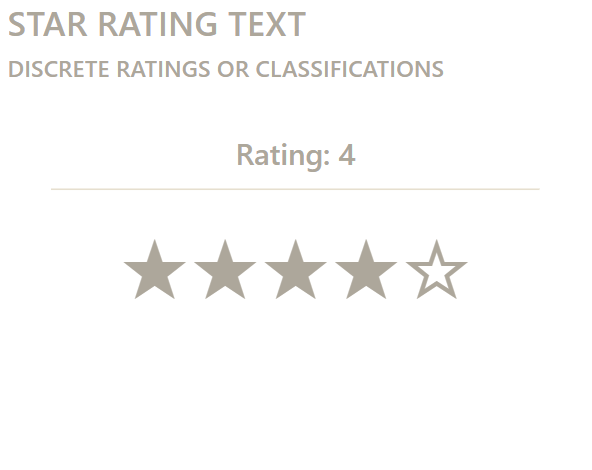 STAR RATING TEXT
DISCRETE RATINGS OR CLASSIFICATIONS
Rating: 4
★★★★☆